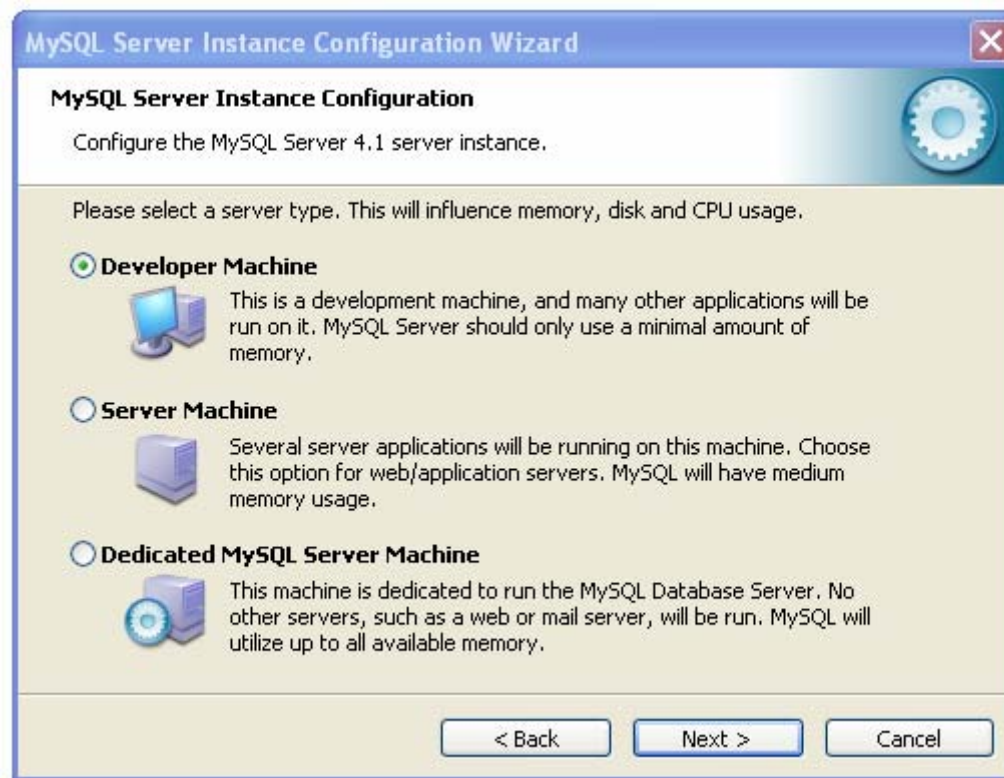 MySQL Server Instance Configuration Wizard
MySQL Server Instance Configuration
Configure the MySQL Server 4.1 server instance.
Please select a server type. This will influence memory, disk and CPU usage.
Developer Machine
This is a development machine, and many other applications will be
run on it. MySQL Server should only use a minimal amount of
memory.
Server Machine
Several server applications will be running on this machine. Choose
this option for web/application servers. MySQL will have medium
memory usage.
Dedicated MySQL Server Machine
This machine is dedicated to run the MySQL Database Server. No
other servers, such as a web or mail server, will be run. MySQL will
utilize up to all available memory.
< Back
Next >
Cancel